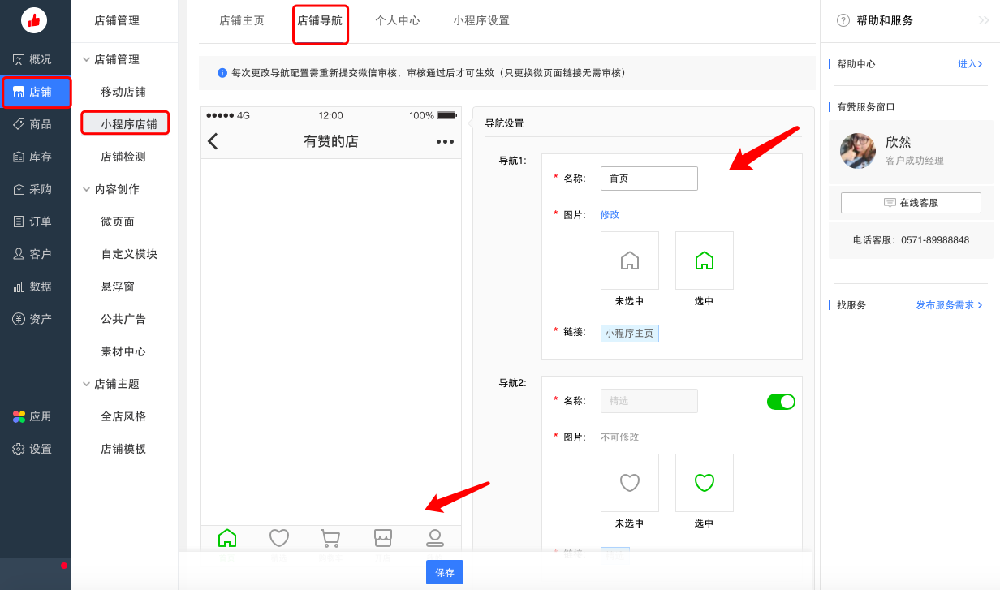 概况
店铺
商品
库存
采购
订单
客户
数据
资产
应用
设置
店铺管理
店铺管理
移动店铺
小程序店铺
店铺检测
内容创作
微页面
自定义模块
悬浮窗
公共广告
素材中心
店铺主题
全店风格
店铺模板
店铺主页 店铺导航 个人中心 小程序设置
每次更改导航配置需重新提交微信审核，审核通过后才可生效（只更换微页面链接无需审核）
4G 12:00 100%
有赞的店
导航设置
导航1:
* 名称: 首页
* 图片: 修改
未选中 选中
* 链接: 小程序主页
导航2:
* 名称: 精选
* 图片: 不可修改
未选中 选中
保存
帮助和服务
帮助中心 进入
有赞服务窗口
欣然
客户成功经理
在线客服
电话客服：0571-89988848
找服务 发布服务需求